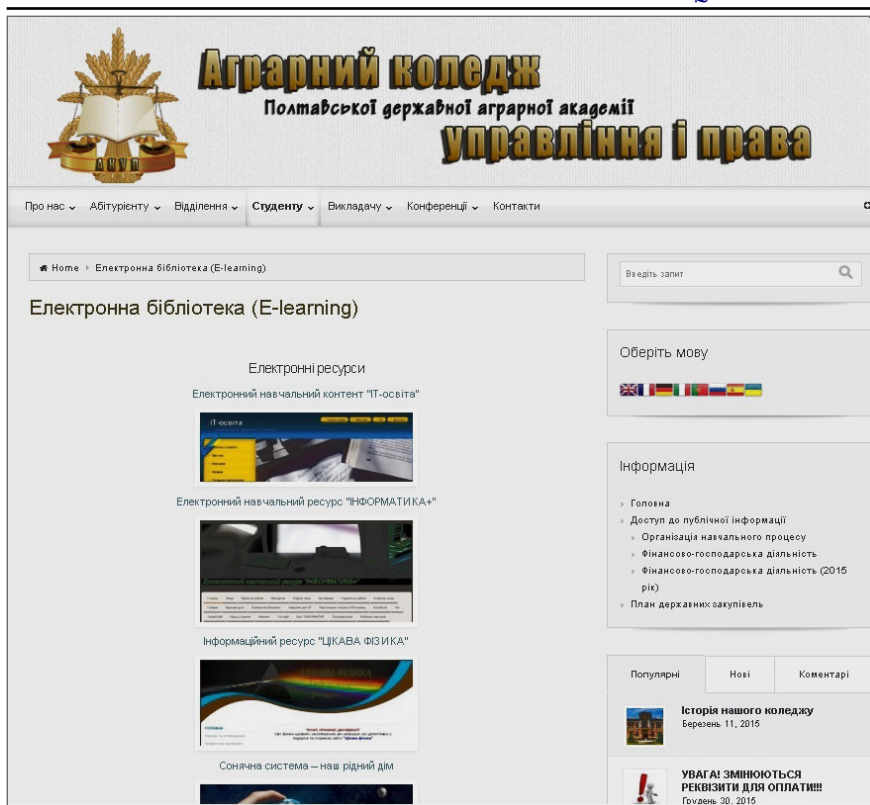 Аграрний коледж
Полтавської державної аграрної академії
управління і права
АКУП
Про нас Абітурієнту Відділення Студенту Викладачу Конференції Контакти
Home Електронна бібліотека (E-learning)
Введіть запит
Електронна бібліотека (E-learning)
Оберіть мову
Електронні ресурси
Електронний навчальний контент "ІТ-освіта"
ІТ-освіта
Електронний навчальний ресурс "ІНФОРМАТИКА+"
Електронний навчальний ресурс "ІНФОРМАТИКА+"
Інформаційний ресурс "ЦІКАВА ФІЗИКА"
ЦІКАВА ФІЗИКА
Сонячна система – наш рідний дім
Інформація
Головна
Доступ до публічної інформації
Організація навчального процесу
Фінансово-господарська діяльність
Фінансово-господарська діяльність (2015
рік)
План державних закупівель
Популярні Нові Коментарі
Історія нашого коледжу
Березень 11, 2015
УВАГА! ЗМІНЮЮТЬСЯ
РЕКВІЗИТИ ДЛЯ ОПЛАТИ!!!
Грудень 30, 2015